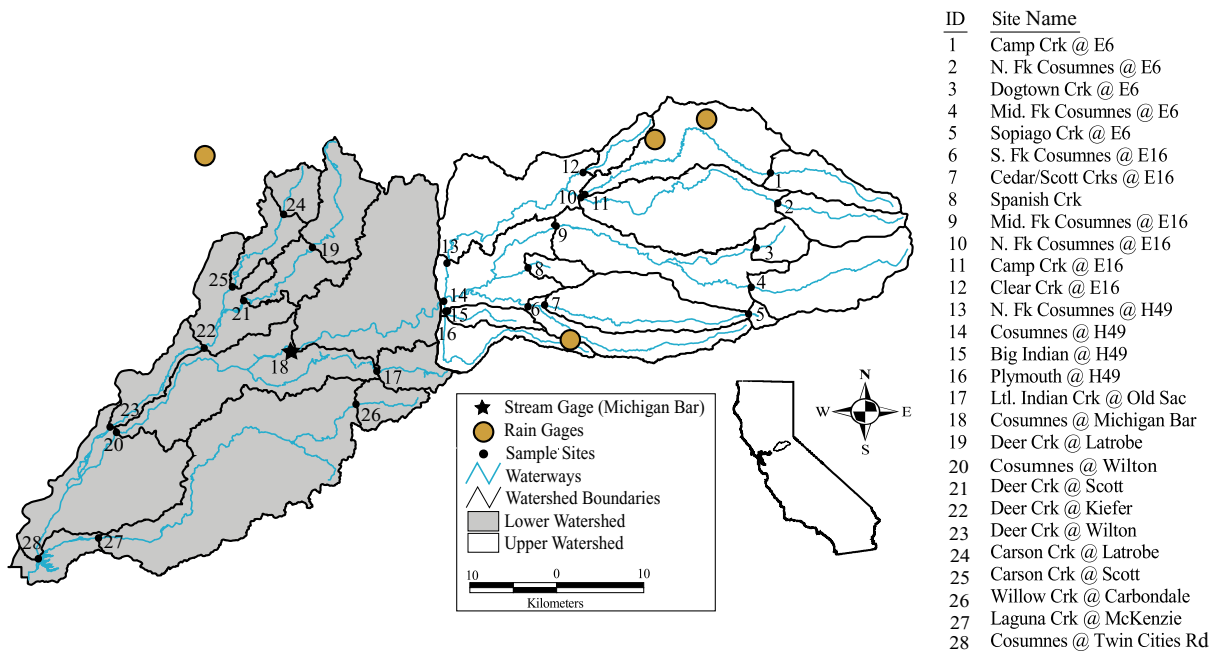 ID Site Name
1 Camp Crk @ E6
2 N. Fk Cosumnes @ E6
3 Dogtown Crk @ E6
4 Mid. Fk Cosumnes @ E6
5 Sopiago Crk @ E6
6 S. Fk Cosumnes @ E16
7 Cedar/Scott Crks @ E16
8 Spanish Crk
9 Mid. Fk Cosumnes @ E16
10 N. Fk Cosumnes @ E16
11 Camp Crk @ E16
12 Clear Crk @ E16
13 N. Fk Cosumnes @ H49
14 Cosumnes @ H49
15 Big Indian @ H49
16 Plymouth @ H49
17 Ltl. Indian Crk @ Old Sac
18 Cosumnes @ Michigan Bar
19 Deer Crk @ Latrobe
20 Cosumnes @ Wilton
21 Deer Crk @ Scott
22 Deer Crk @ Kiefer
23 Deer Crk @ Wilton
24 Carson Crk @ Latrobe
25 Carson Crk @ Scott
26 Willow Crk @ Carbondale
27 Laguna Crk @ McKenzie
28 Cosumnes @ Twin Cities Rd
12
1
10
11
2
24
9
19
13
3
8
25
4
14
21
15
6
7
5
22
6
18
17
23
26
20
28
27
N
W
E
S
Stream Gage (Michigan Bar)
Rain Gages
Sample Sites
Waterways
Watershed Boundaries
Lower Watershed
Upper Watershed
10 0 10
Kilometers